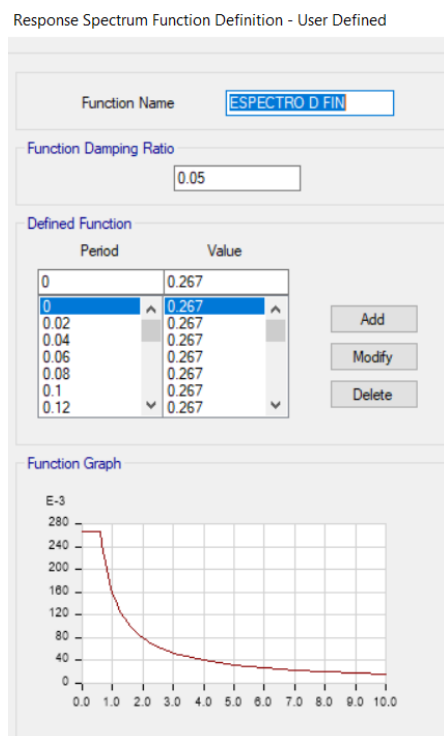 Response Spectrum Function Definition - User Defined
Function Name ESPECTRO D FIN
Function Damping Ratio
0.05
Defined Function
Period Value
0 0.267
0 0.267
0.02 0.267
0.04 0.267
0.06 0.267
0.08 0.267
0.1 0.267
0.12 0.267
Add
Modify
Delete
Function Graph
E-3
280
240
200
160
120
80
40
0
0.0 1.0 2.0 3.0 4.0 5.0 6.0 7.0 8.0 9.0 10.0